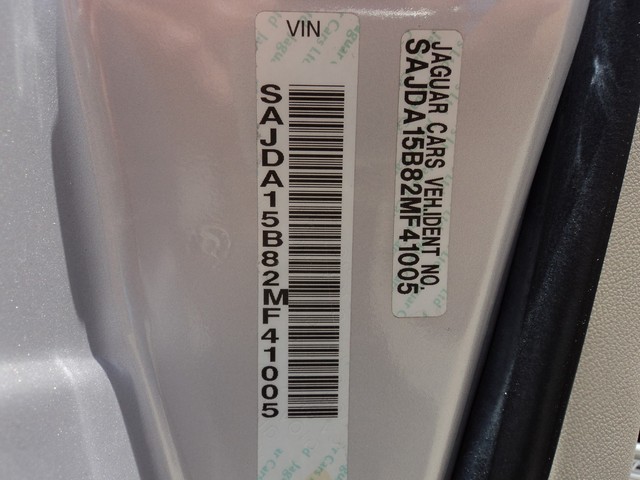 VIN
SAJDA15B82MF41005
JAGUAR CARS VEH.IDENT NO.
SAJDA15B82MF41005